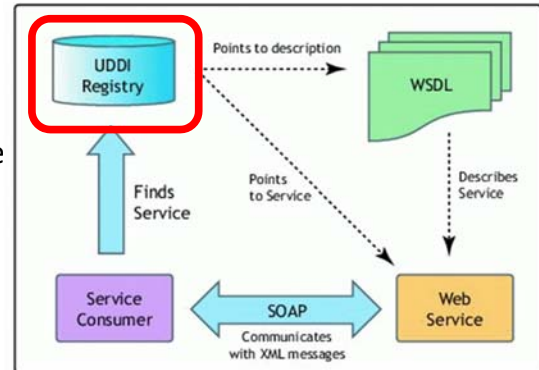 UDDI
Registry
Points to description
WSDL
e
Finds
Service
Points
to Service
Describes
Service
Service
Consumer
SOAP
Communicates
with XML messages
Web
Service